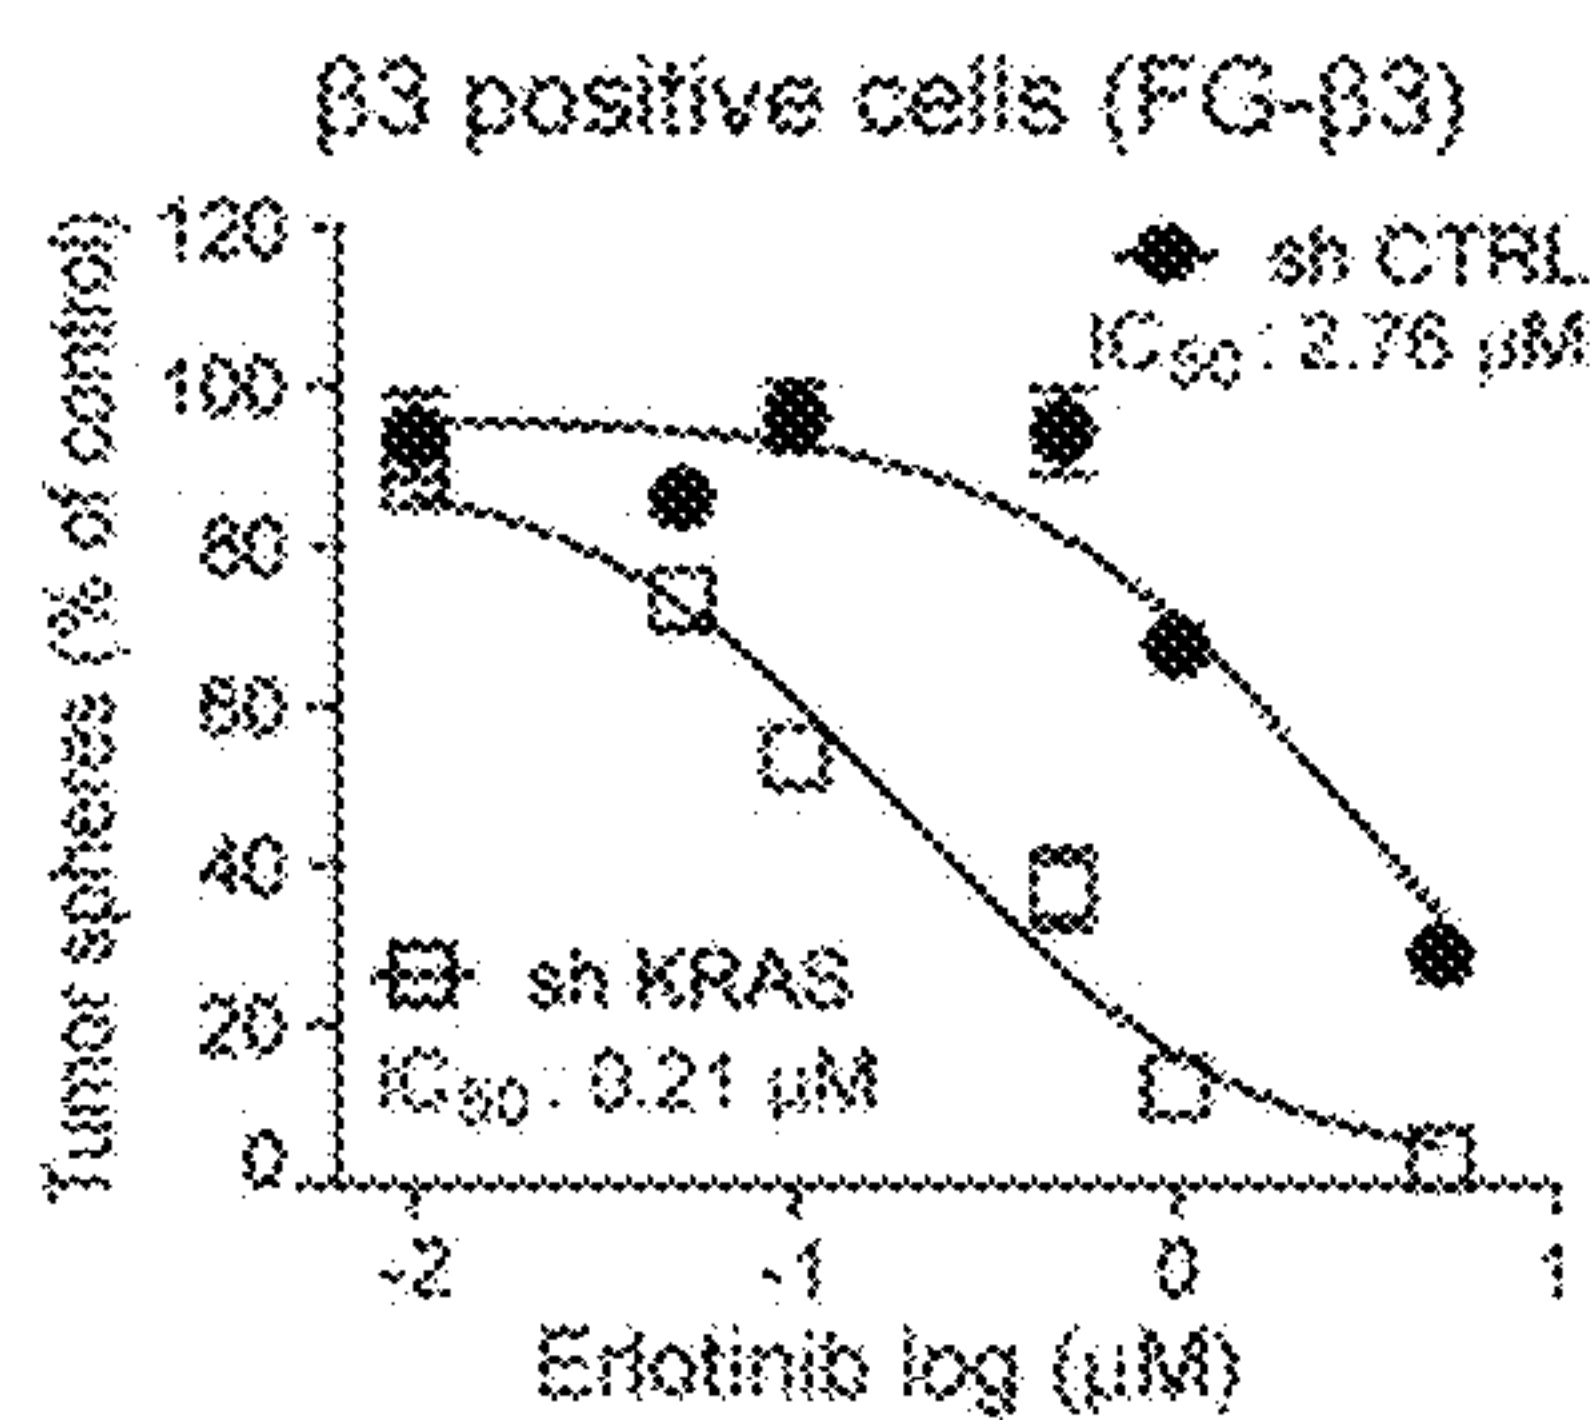 β3 positive cells (FG-β3)
Tumor spheres (% of control)
120
100
80
60
40
20
0
sh CTRL
IC50 : 2.76 μM
sh KRAS
IC50 : 0.21 μM
-2
-1
0
1
Erlotinib log (μM)